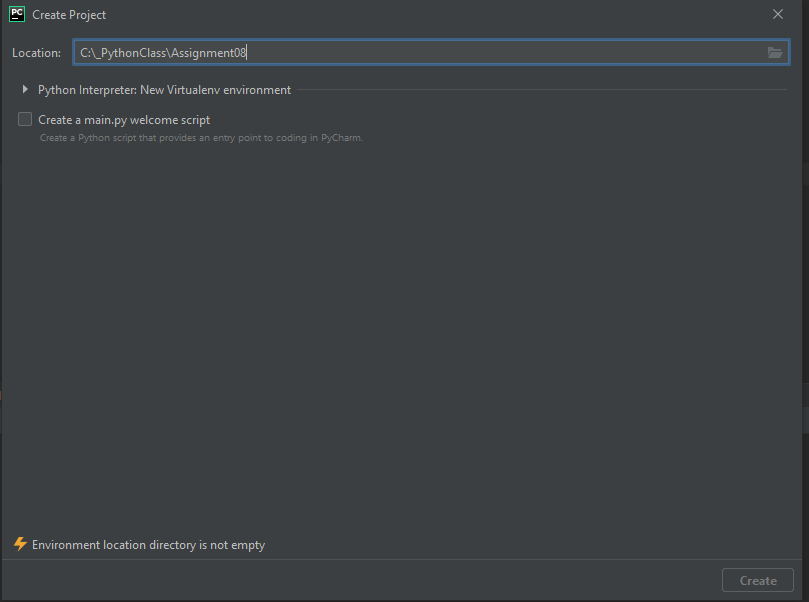 PC Create Project
Location: C:\_PythonClass\Assignment08
Python Interpreter: New Virtualenv environment
Create a main.py welcome script
Create a Python script that provides an entry point to coding in PyCharm.
Environment location directory is not empty
Create